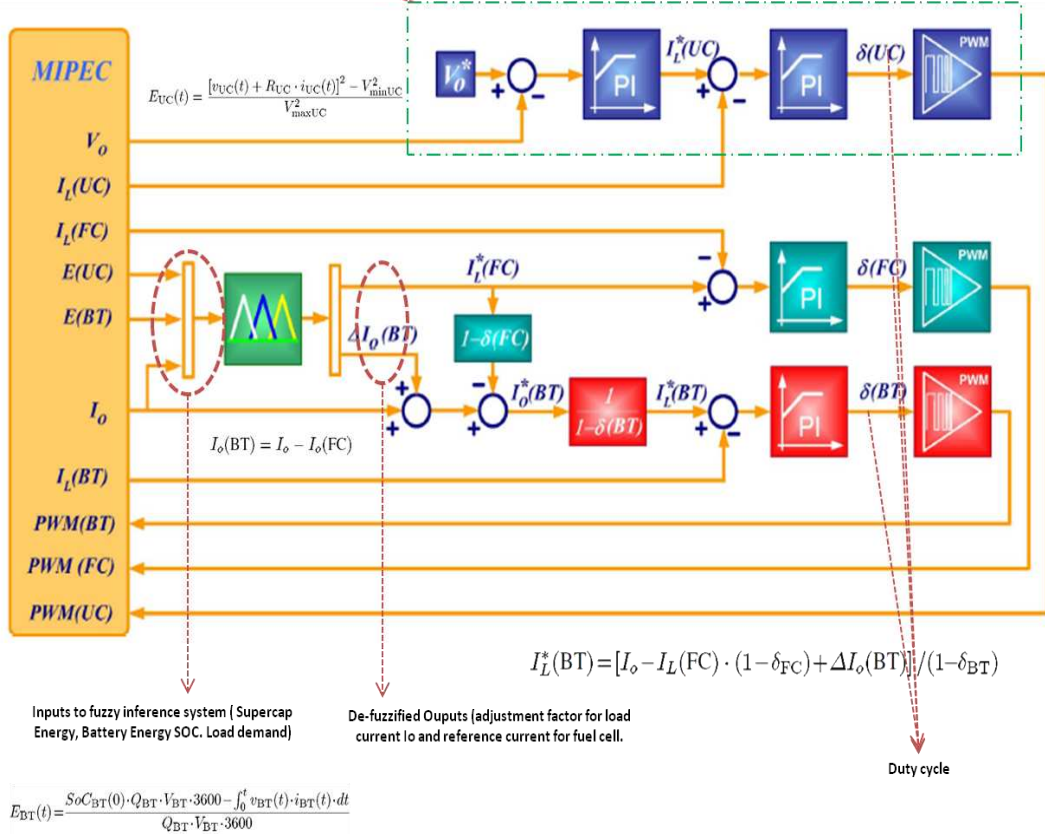 MIPEC
E_UC(t) = [v_UC(t) + R_UC · i_UC(t)]² − V²_minUC / V²_maxUC
V_O^*
+
−
PI
I_L^*(UC)
+
−
PI
δ(UC)
PWM
V_O
I_L(UC)
I_L(FC)
E(UC)
E(BT)
I_L^*(FC)
−
+
PI
δ(FC)
PWM
ΔI_O(BT)
1−δ(FC)
I_O
+
+
−
+
I_O^*(BT)
1
1−δ(BT)
I_L^*(BT)
+
−
PI
δ(BT)
PWM
I_o(BT) = I_o − I_o(FC)
I_L(BT)
PWM(BT)
PWM (FC)
PWM(UC)
I_L^*(BT)=[I_o−I_L(FC)·(1−δ_FC)+ΔI_o(BT)]/(1−δ_BT)
Inputs to fuzzy inference system ( Supercap
Energy, Battery Energy SOC. Load demand)
De-fuzzified Ouputs (adjustment factor for load
current Io and reference current for fuel cell.
Duty cycle
E_BT(t)= SoC_BT(0)·Q_BT·V_BT·3600−∫_0^t v_BT(t)·i_BT(t)·dt / Q_BT·V_BT·3600